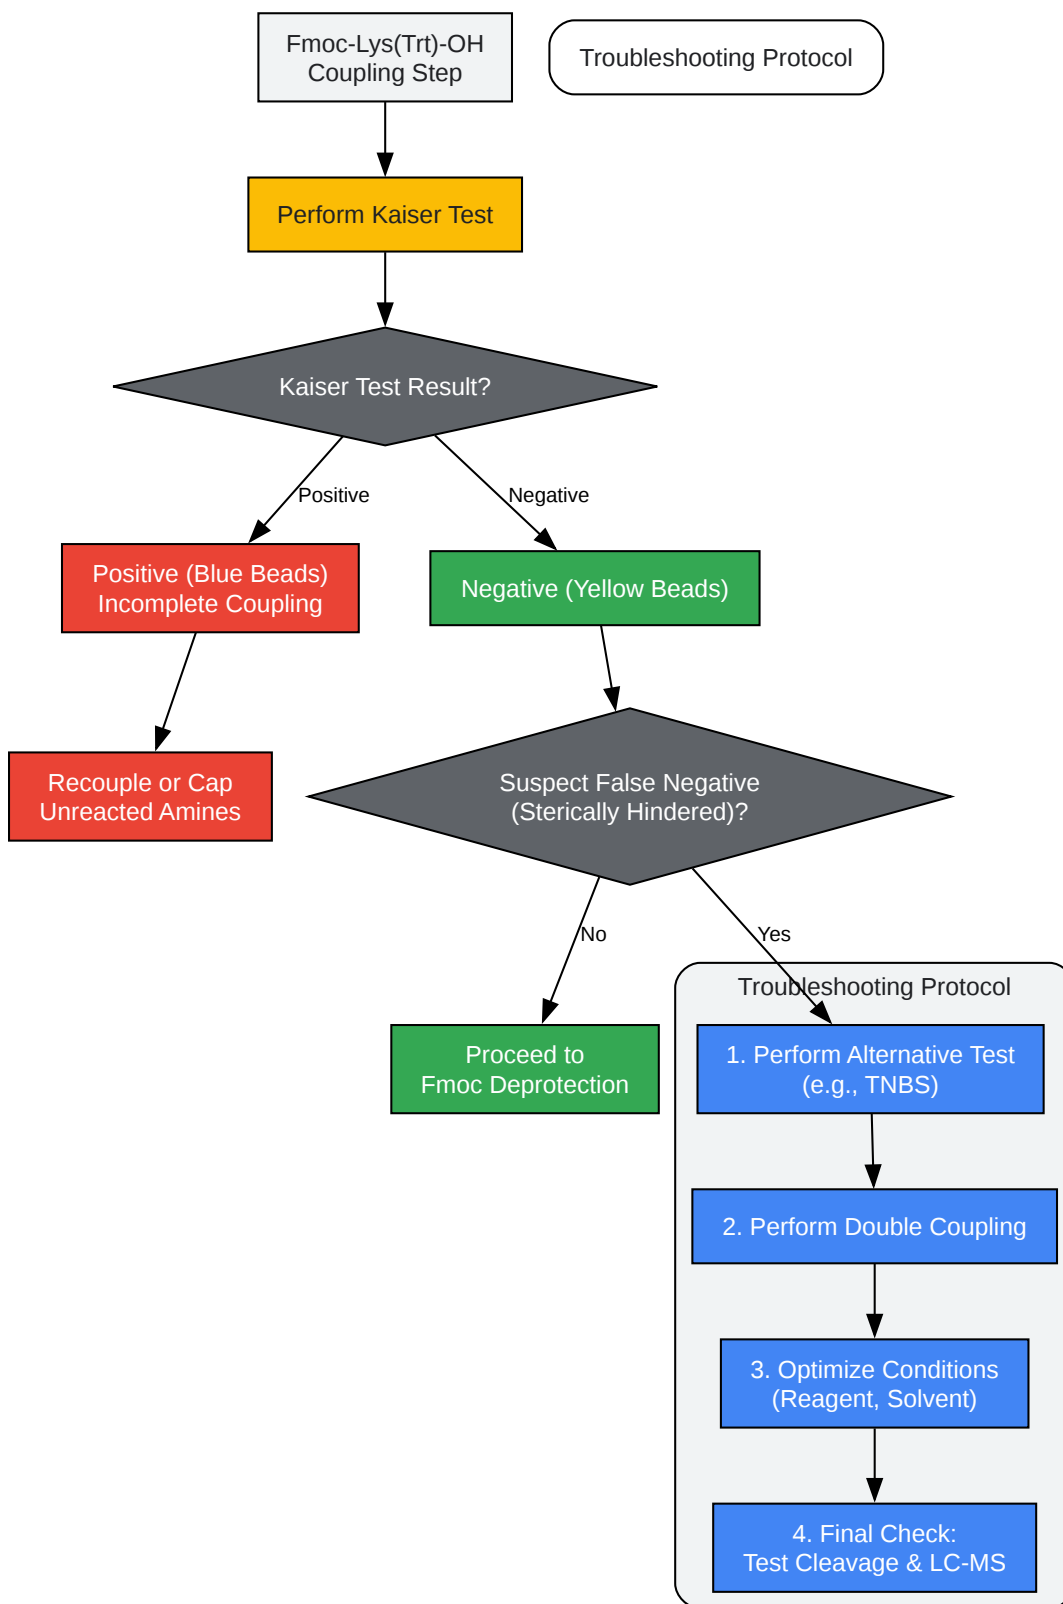 Fmoc-Lys(Trt)-OH
Coupling Step
Troubleshooting Protocol
Perform Kaiser Test
Kaiser Test Result?
Positive
Negative
Positive (Blue Beads)
Incomplete Coupling
Negative (Yellow Beads)
Recouple or Cap
Unreacted Amines
Suspect False Negative
(Sterically Hindered)?
No
Yes
Troubleshooting Protocol
Proceed to
Fmoc Deprotection
1. Perform Alternative Test
(e.g., TNBS)
2. Perform Double Coupling
3. Optimize Conditions
(Reagent, Solvent)
4. Final Check:
Test Cleavage & LC-MS